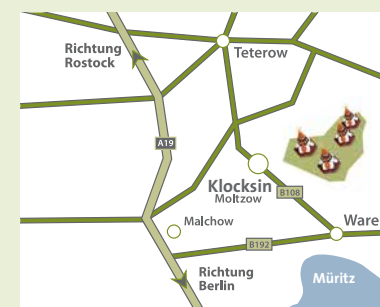 Richtung
Rostock
Teterow
A19
Klocksin
Moltzow
B108
Malchow
Ware
B192
Richtung
Berlin
Müritz